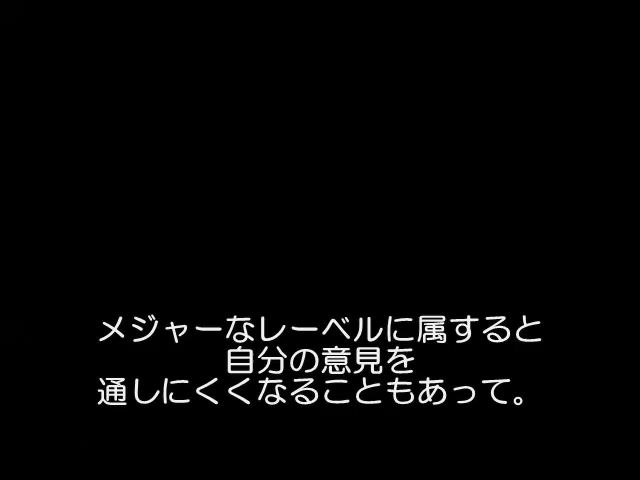 メジャーなレーベルに属すると
自分の意見を
通しにくくなることもあって。